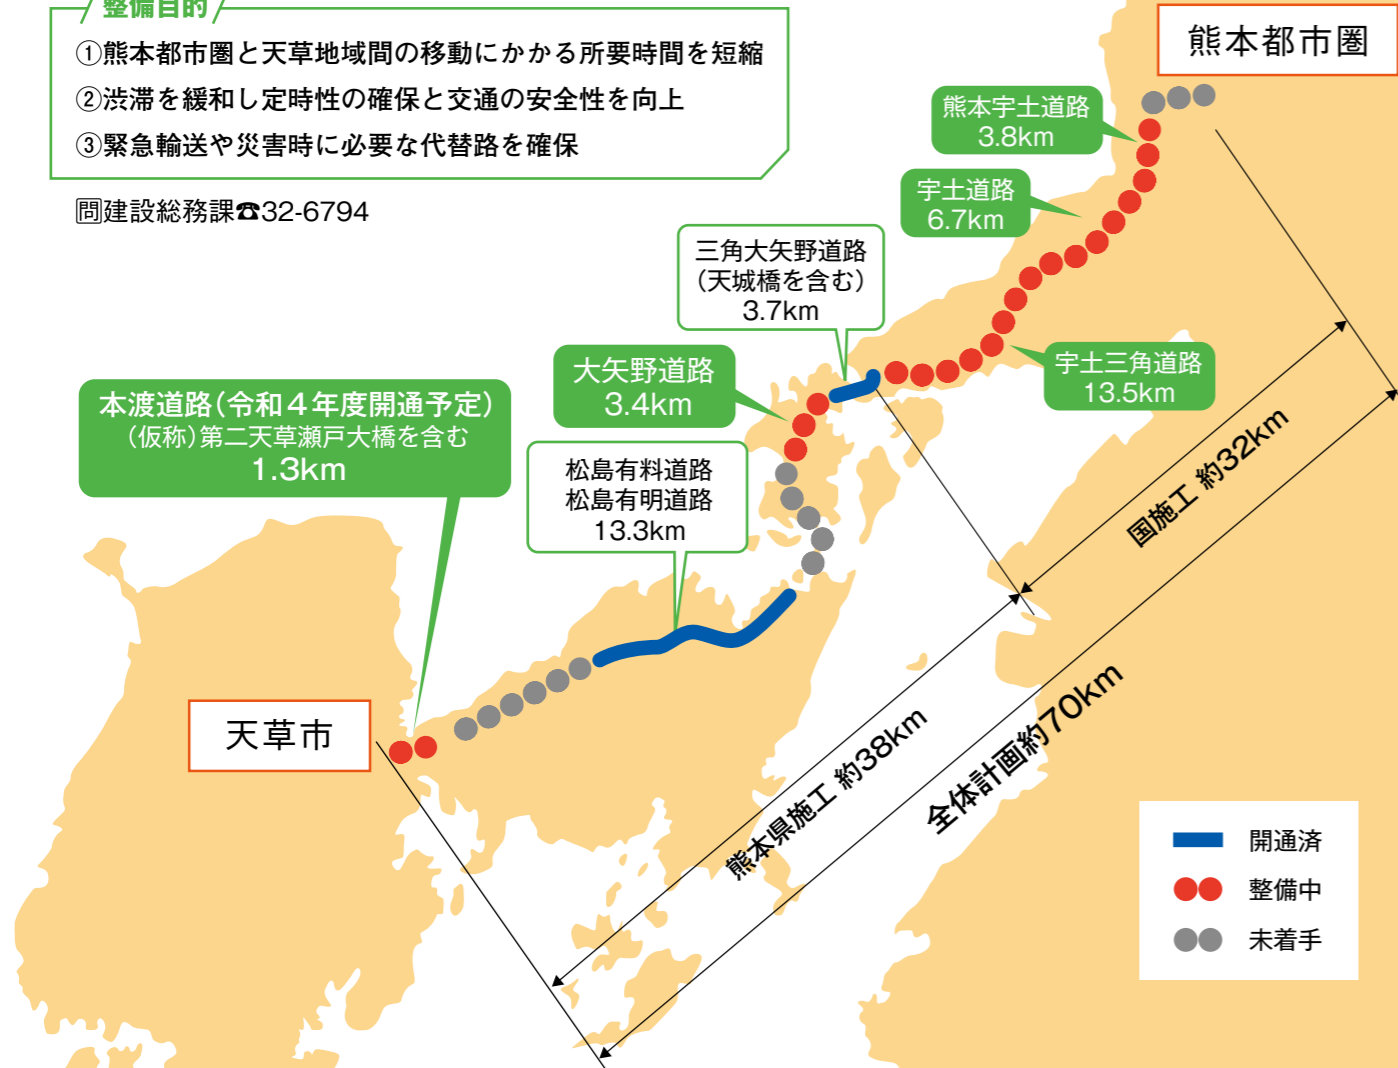 整備目的
①熊本都市圏と天草地域間の移動にかかる所要時間を短縮
②渋滞を緩和し定時性の確保と交通の安全性を向上
③緊急輸送や災害時に必要な代替路を確保
問建設総務課☎32-6794
熊本都市圏
熊本宇土道路
3.8km
宇土道路
6.7km
三角大矢野道路
（天城橋を含む）
3.7km
宇土三角道路
13.5km
大矢野道路
3.4km
本渡道路（令和４年度開通予定）
（仮称）第二天草瀬戸大橋を含む
1.3km
松島有料道路
松島有明道路
13.3km
天草市
国施工 約32km
熊本県施工 約38km
全体計画約70km
開通済
整備中
未着手